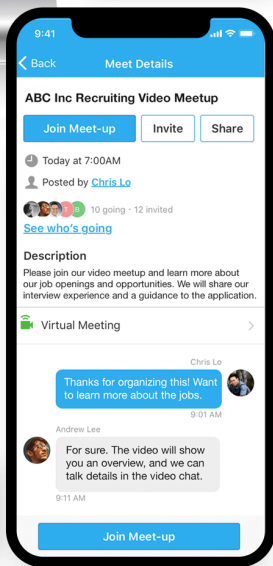 9:41
Back
Meet Details
ABC Inc Recruiting Video Meetup
Join Meet-up
Invite
Share
Today at 7:00AM
Posted by Chris Lo
T
B
10 going · 12 invited
See who's going
Description
Please join our video meetup and learn more about
our job openings and opportunities. We will share our
interview experience and a guidance to the application.
Virtual Meeting
Chris Lo
Thanks for organizing this! Want
to learn more about the jobs.
9:01 AM
Andrew Lee
For sure. The video will show
you an overview, and we can
talk details in the video chat.
9:11 AM
Join Meet-up